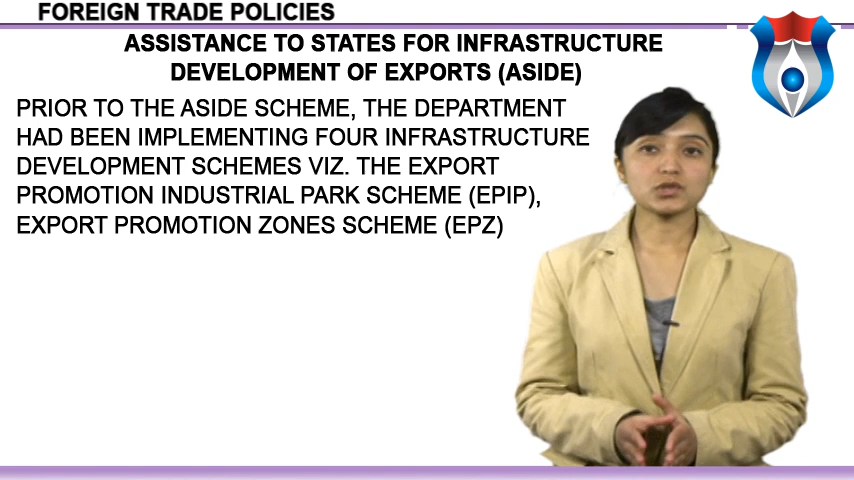 FOREIGN TRADE POLICIES
ASSISTANCE TO STATES FOR INFRASTRUCTURE
DEVELOPMENT OF EXPORTS (ASIDE)
PRIOR TO THE ASIDE SCHEME, THE DEPARTMENT
HAD BEEN IMPLEMENTING FOUR INFRASTRUCTURE
DEVELOPMENT SCHEMES VIZ. THE EXPORT
PROMOTION INDUSTRIAL PARK SCHEME (EPIP),
EXPORT PROMOTION ZONES SCHEME (EPZ)